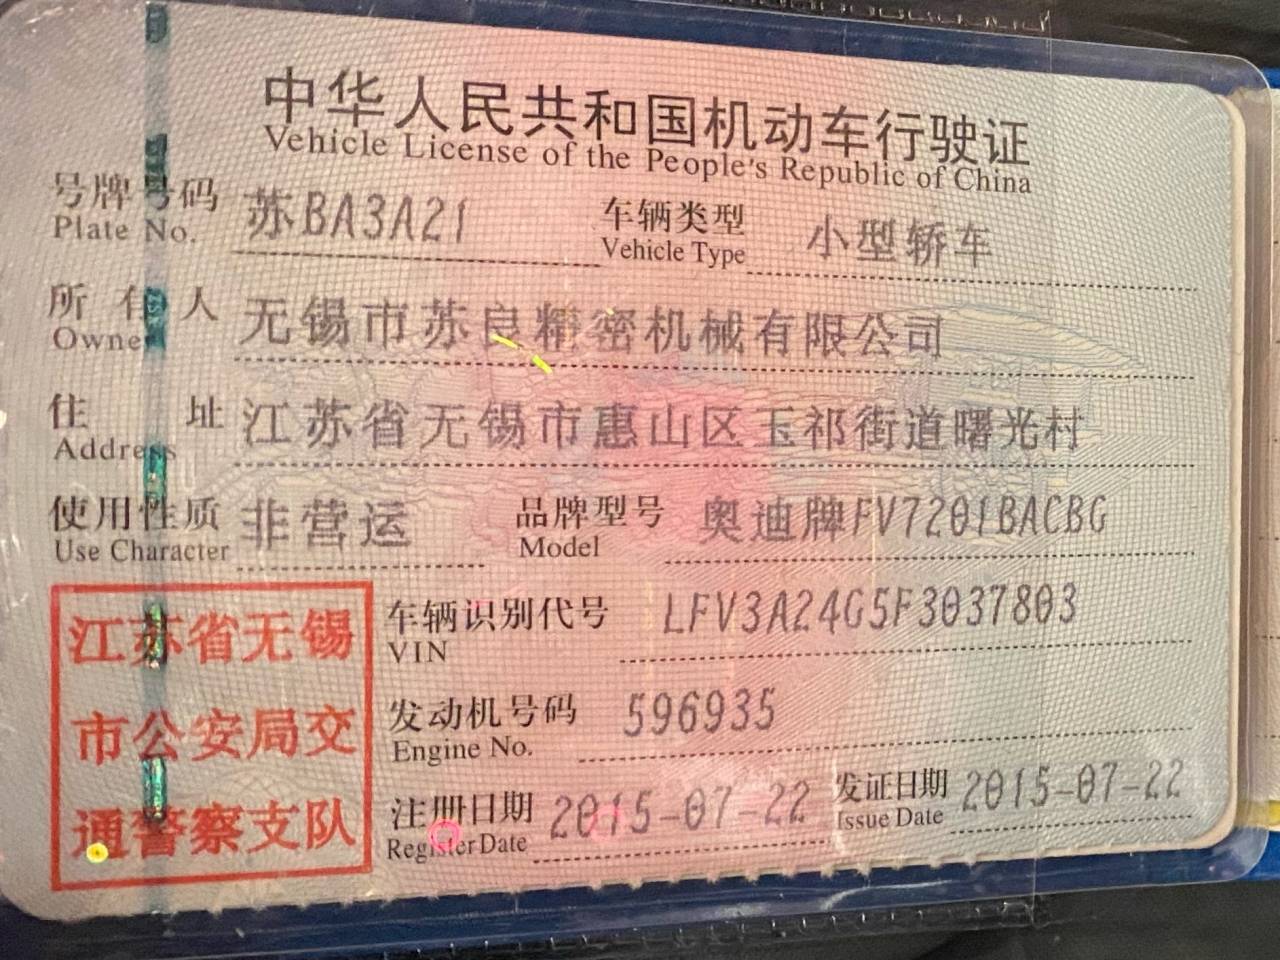 中华人民共和国机动车行驶证
Vehicle License of the People's Republic of China
号牌号码 苏BA3A21 车辆类型 小型轿车
Plate No. Vehicle Type
所有人 无锡市苏良精密机械有限公司
Owner
住址 江苏省无锡市惠山区玉祁街道曙光村
Address
使用性质 非营运 品牌型号 奥迪牌FV7201BACBG
Use Character Model
车辆识别代号 LFV3A24G5F3037803
VIN
发动机号码 596935
Engine No.
注册日期 2015-07-22 发证日期 2015-07-22
Register Date Issue Date
江苏省无锡
市公安局交
通警察支队